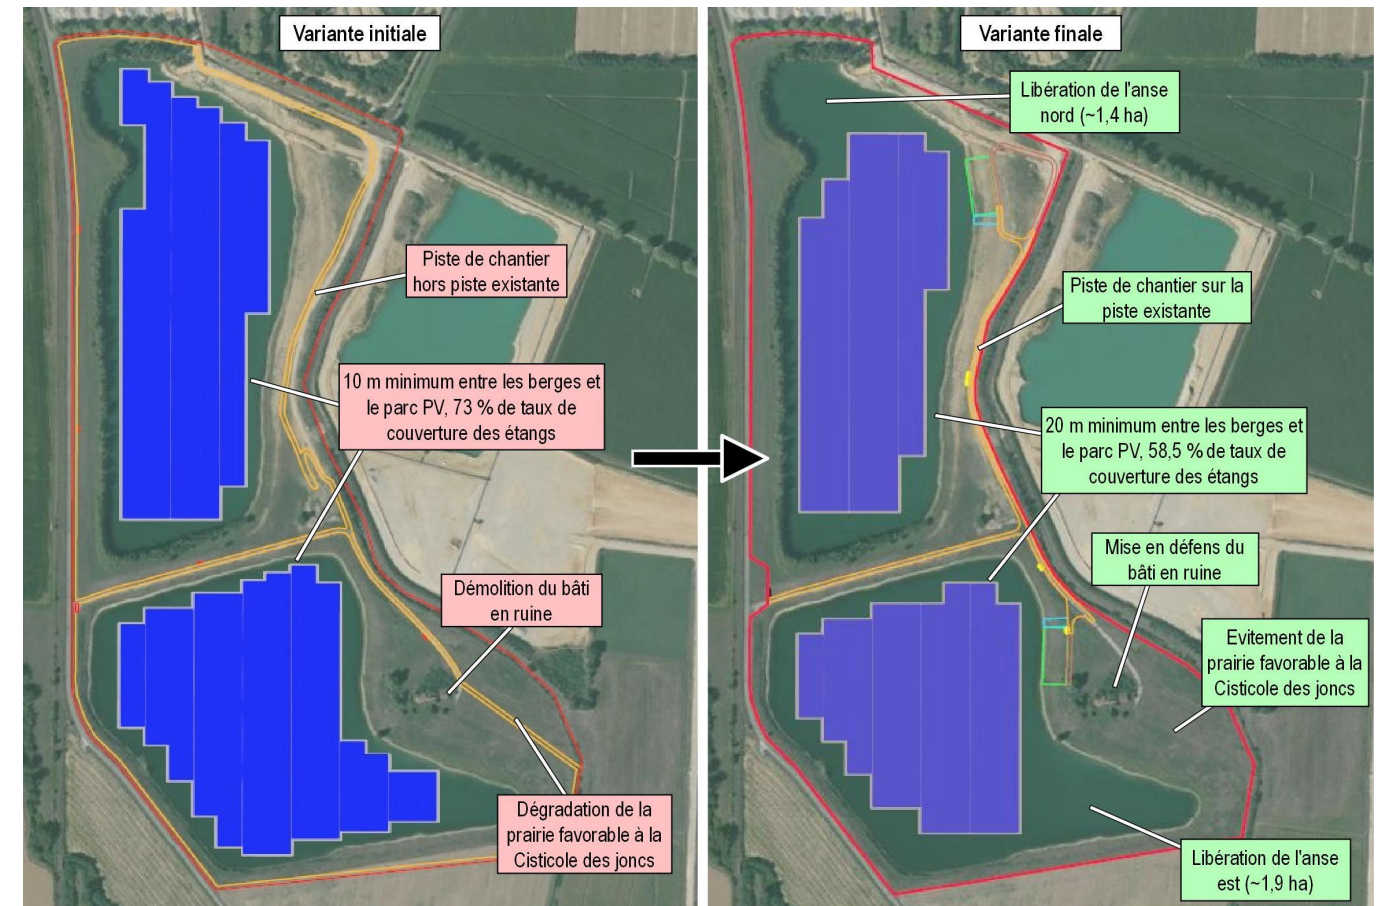 Variante initiale
Piste de chantier
hors piste existante
10 m minimum entre les berges et
le parc PV, 73 % de taux de
couverture des étangs
Démolition du bâti
en ruine
Dégradation de la
prairie favorable à la
Cisticole des joncs
Variante finale
Libération de l'anse
nord (~1,4 ha)
Piste de chantier sur la
piste existante
20 m minimum entre les berges et
le parc PV, 58,5 % de taux de
couverture des étangs
Mise en défens du
bâti en ruine
Evitement de la
prairie favorable à la
Cisticole des joncs
Libération de l'anse
est (~1,9 ha)